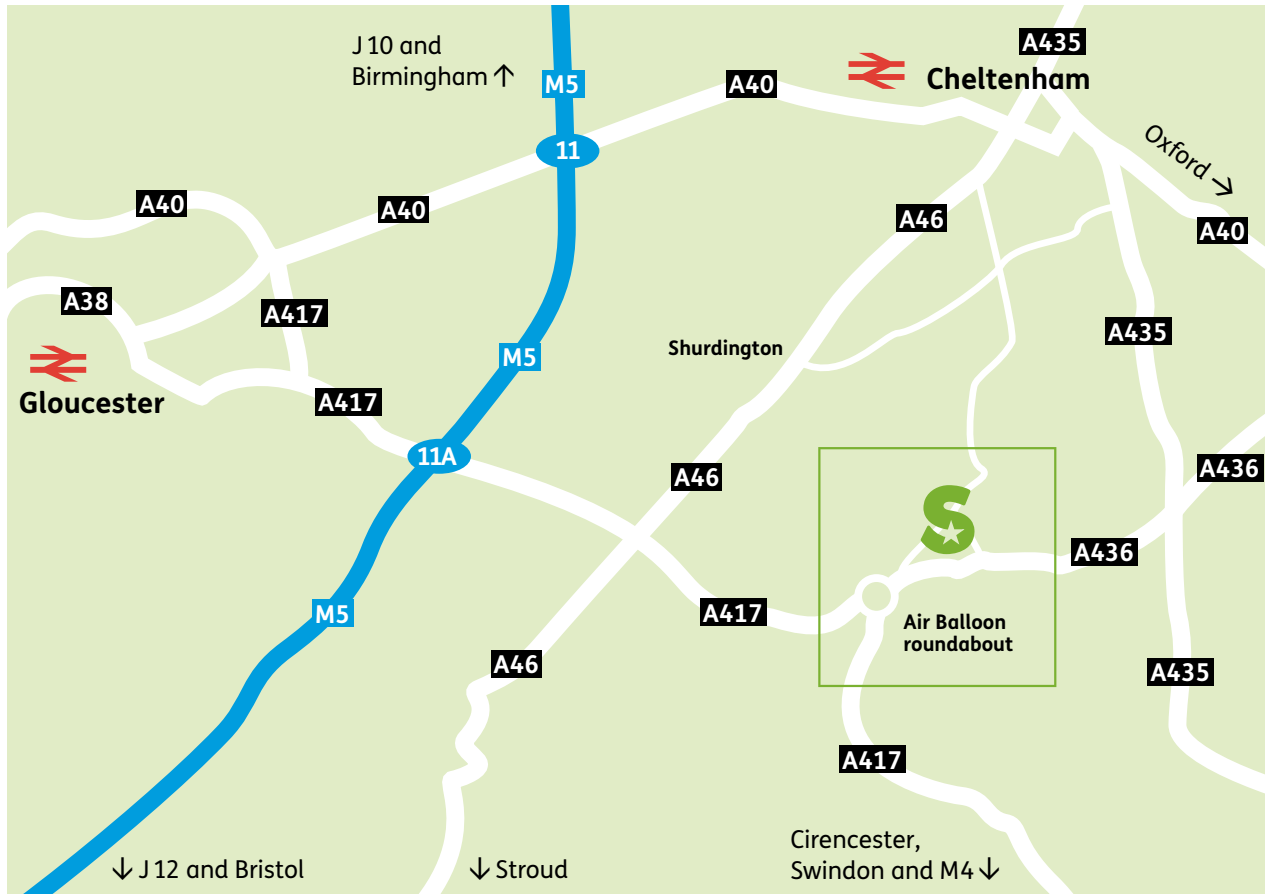 A435
J 10 and
Birmingham ↑
Cheltenham
M5
A40
11
Oxford →
A40
A40
A46
A40
A38
A417
A435
Shurdington
M5
Gloucester
A417
11A
A46
A436
S
A436
M5
A417
Air Balloon
roundabout
A46
A435
A417
Cirencester,
Swindon and M4 ↓
↓ J 12 and Bristol
↓ Stroud